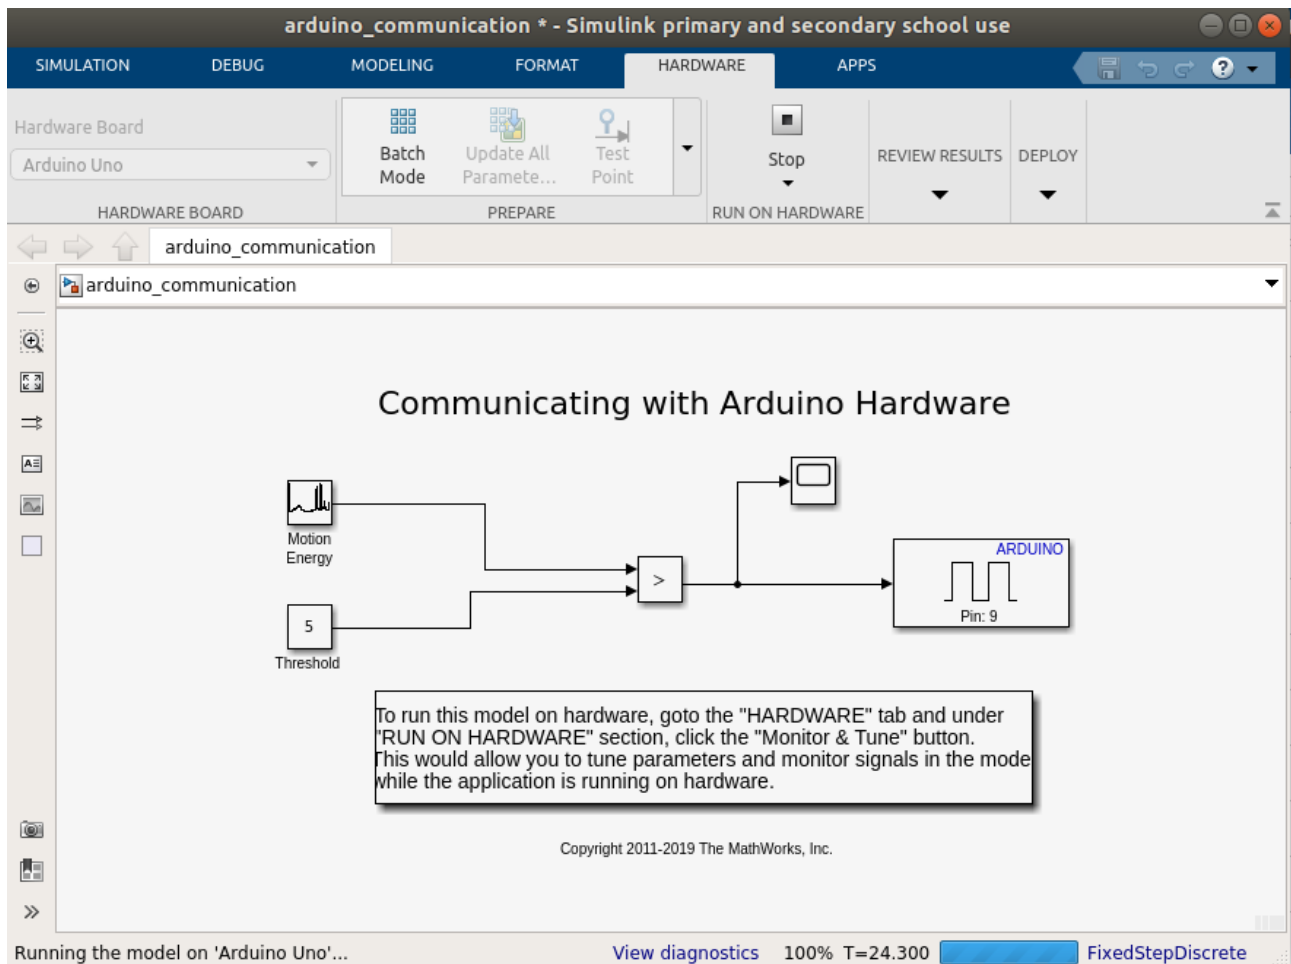 arduino_communication * - Simulink primary and secondary school use
SIMULATION DEBUG MODELING FORMAT HARDWARE APPS
?
Hardware Board
Arduino Uno
Batch Mode
Update All Paramete...
Test Point
Stop
REVIEW RESULTS
DEPLOY
HARDWARE BOARD
PREPARE
RUN ON HARDWARE
arduino_communication
arduino_communication
Communicating with Arduino Hardware
Motion
Energy
5
Threshold
>
ARDUINO
Pin: 9
To run this model on hardware, goto the "HARDWARE" tab and under
"RUN ON HARDWARE" section, click the "Monitor & Tune" button.
This would allow you to tune parameters and monitor signals in the mode
while the application is running on hardware.
Copyright 2011-2019 The MathWorks, Inc.
Running the model on 'Arduino Uno'... View diagnostics 100% T=24.300 FixedStepDiscrete